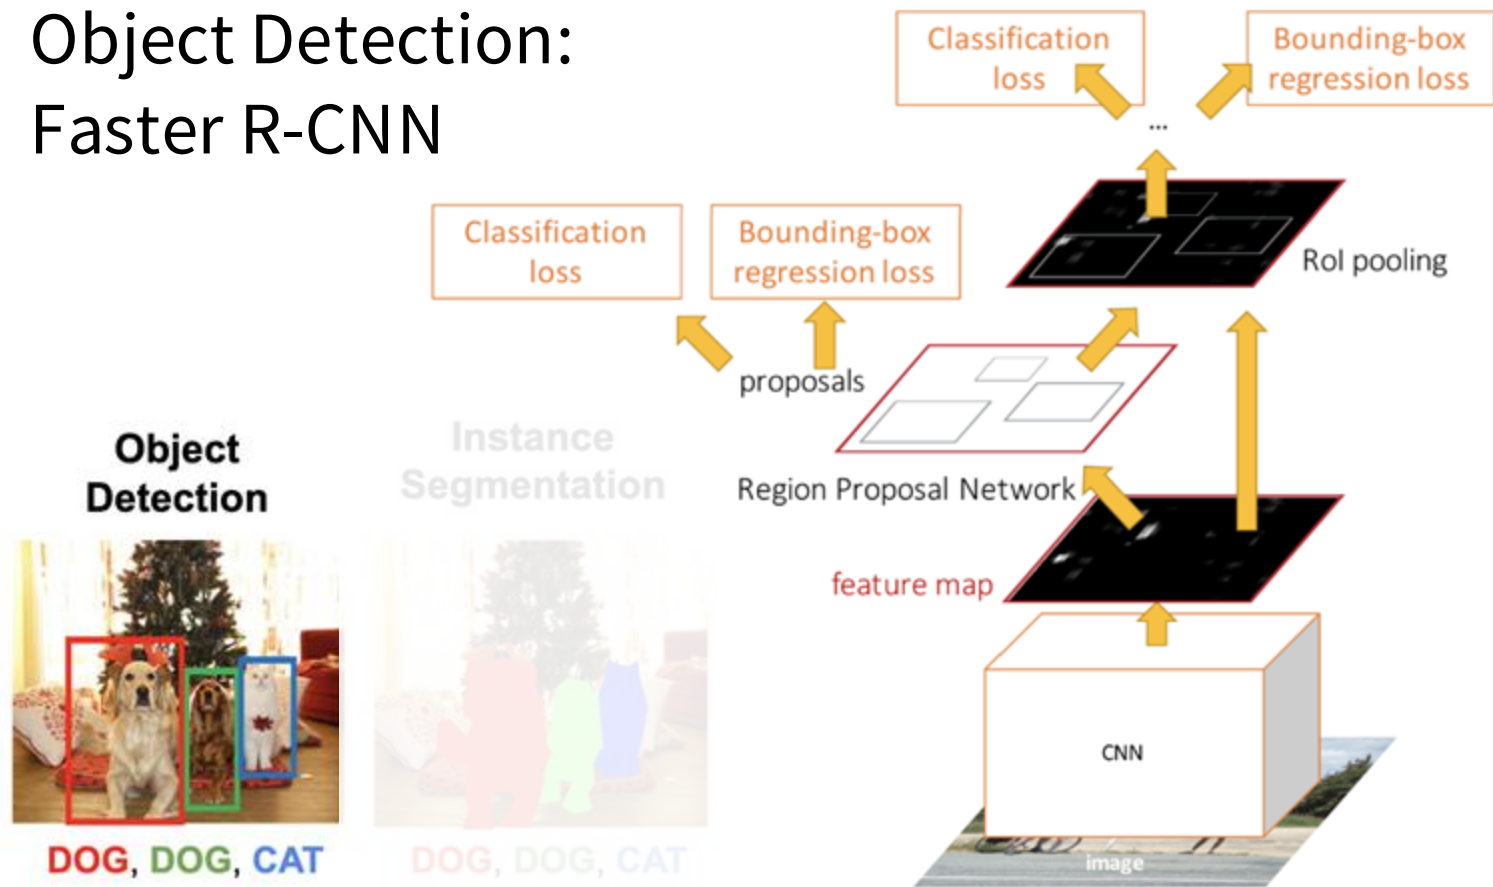 Object Detection:
Faster R-CNN
Classification
loss
Bounding-box
regression loss
...
RoI pooling
Classification
loss
Bounding-box
regression loss
proposals
Region Proposal Network
feature map
CNN
image
Object
Detection
DOG, DOG, CAT
Instance
Segmentation
DOG, DOG, CAT